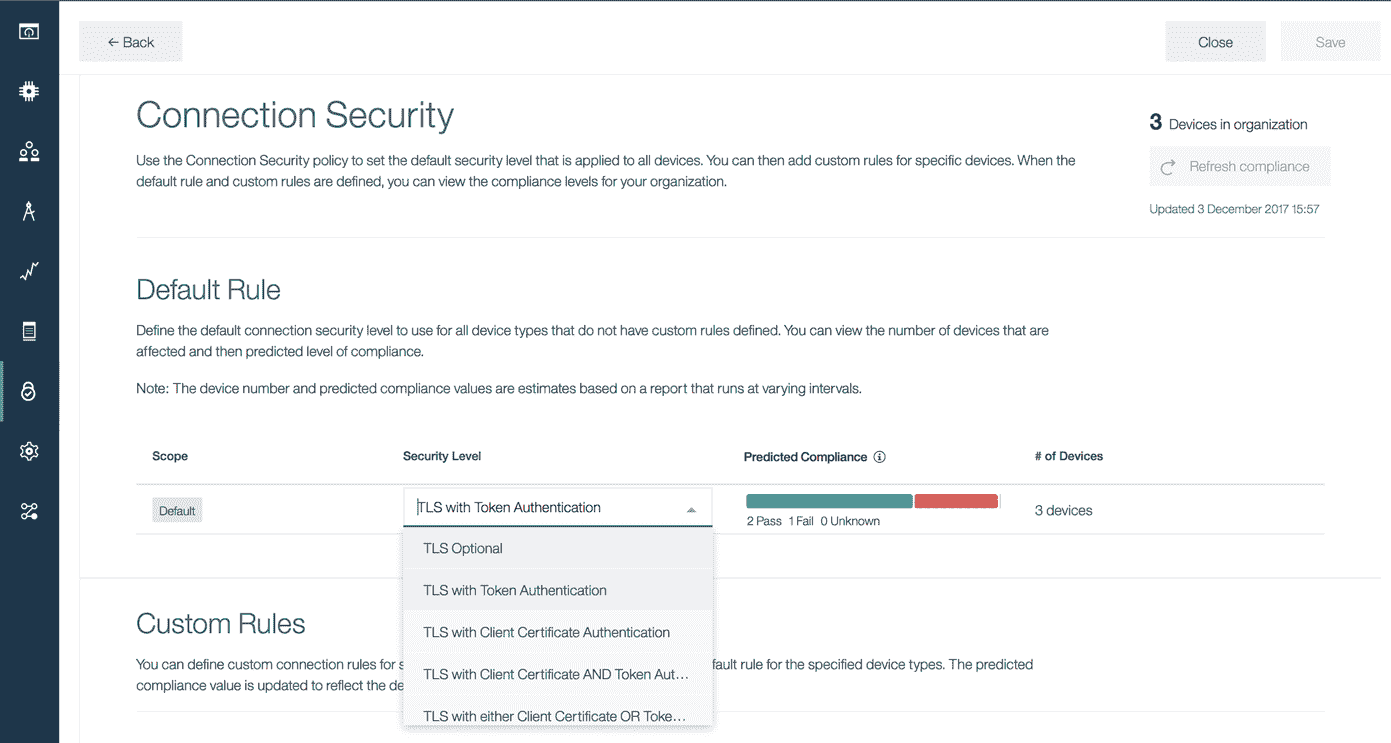 ← Back
Close
Save
Connection Security
3 Devices in organization
Use the Connection Security policy to set the default security level that is applied to all devices. You can then add custom rules for specific devices. When the
default rule and custom rules are defined, you can view the compliance levels for your organization.
Refresh compliance
Updated 3 December 2017 15:57
Default Rule
Define the default connection security level to use for all device types that do not have custom rules defined. You can view the number of devices that are
affected and then predicted level of compliance.
Note: The device number and predicted compliance values are estimates based on a report that runs at varying intervals.
Scope
Security Level
Predicted Compliance
# of Devices
Default
TLS with Token Authentication
2 Pass 1 Fail 0 Unknown
3 devices
TLS Optional
TLS with Token Authentication
TLS with Client Certificate Authentication
TLS with Client Certificate AND Token Aut...
TLS with either Client Certificate OR Toke...
Custom Rules
You can define custom connection rules for s fault rule for the specified device types. The predicted
compliance value is updated to reflect the de